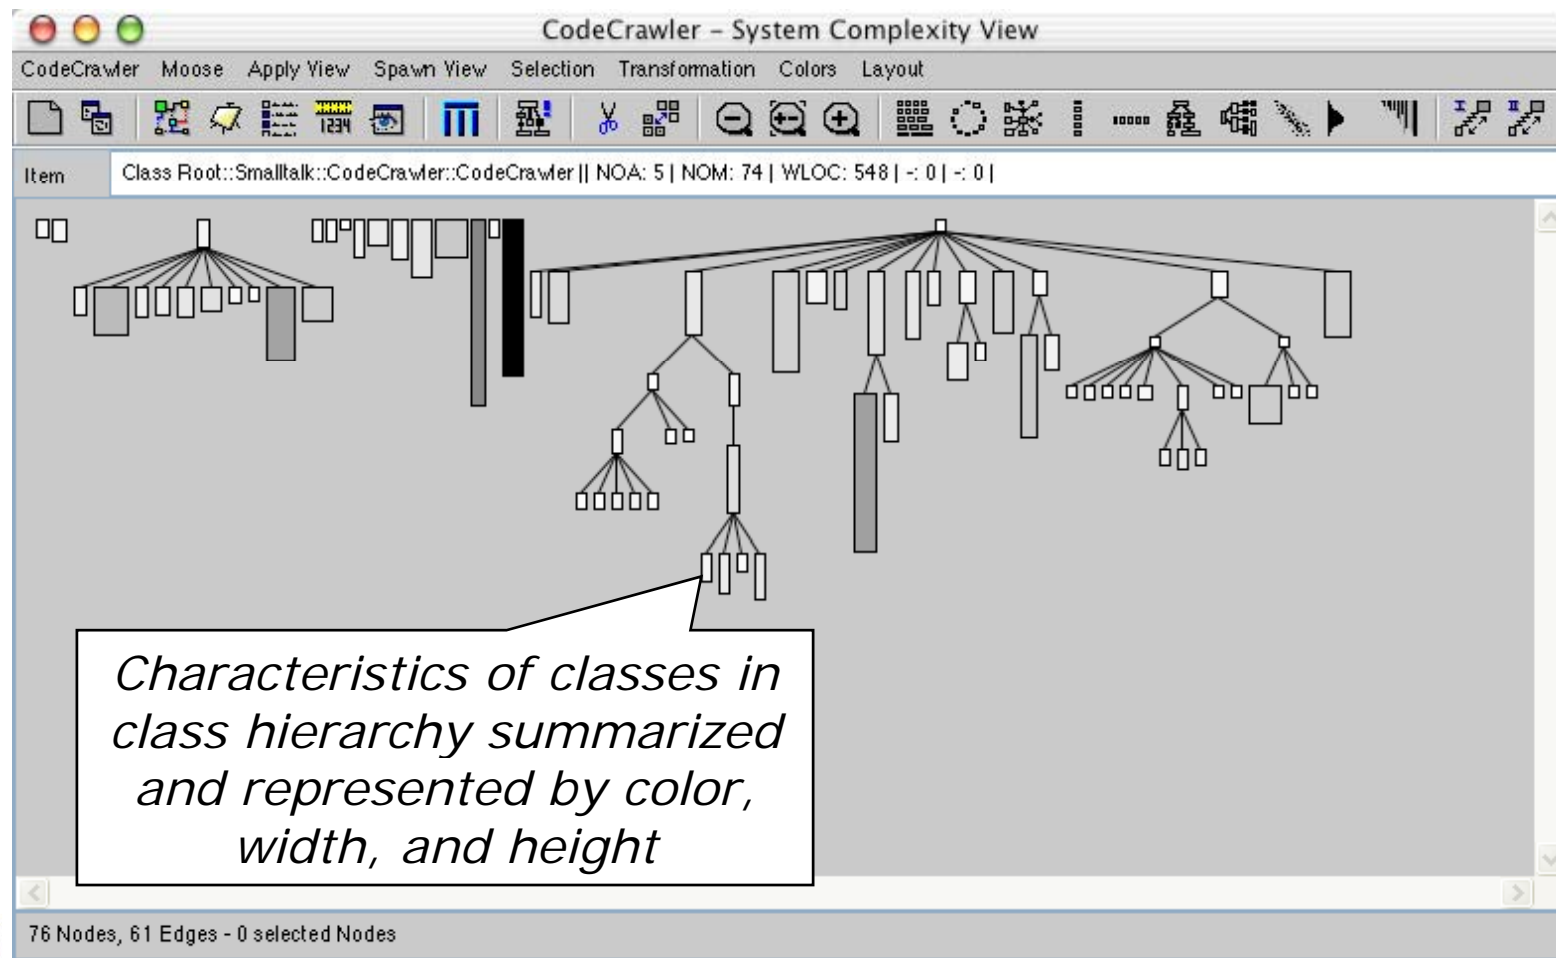 CodeCrawler – System Complexity View
CodeCrawler Moose Apply View Spawn View Selection Transformation Colors Layout
1234
I II
Item Class Root::Smalltalk::CodeCrawler::CodeCrawler || NOA: 5 | NOM: 74 | WLOC: 548 | -: 0 | -: 0 |
Characteristics of classes in
class hierarchy summarized
and represented by color,
width, and height
76 Nodes, 61 Edges - 0 selected Nodes